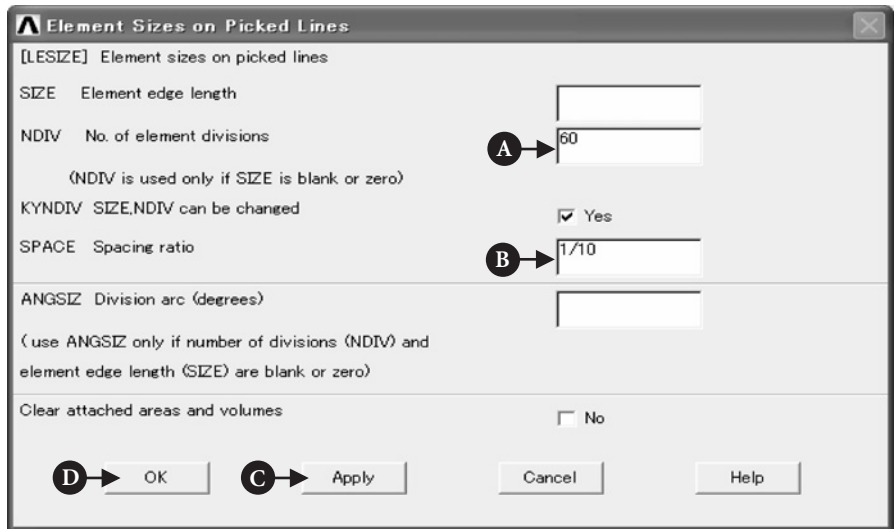 Element Sizes on Picked Lines
[LESIZE] Element sizes on picked lines
SIZE Element edge length
NDIV No. of element divisions
A 60
(NDIV is used only if SIZE is blank or zero)
KYNDIV SIZE,NDIV can be changed
Yes
SPACE Spacing ratio
B 1/10
ANGSIZ Division arc (degrees)
( use ANGSIZ only if number of divisions (NDIV) and
element edge length (SIZE) are blank or zero)
Clear attached areas and volumes
No
D OK C Apply Cancel Help